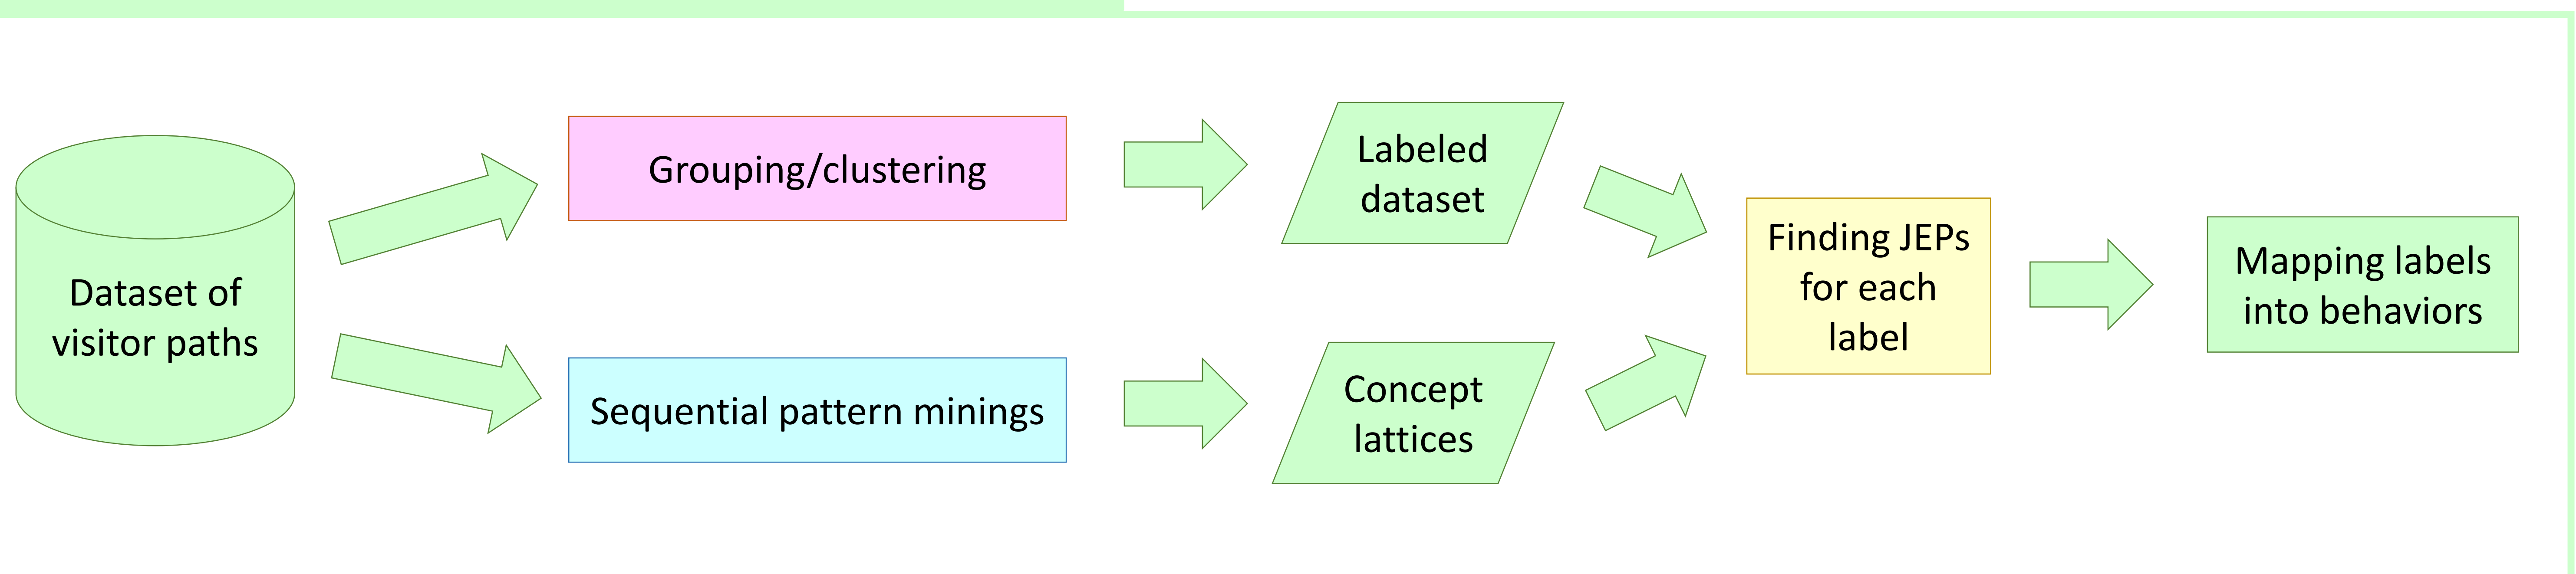 Dataset of
visitor paths
Grouping/clustering
Sequential pattern minings
Labeled
dataset
Concept
lattices
Finding JEPs
for each
label
Mapping labels
into behaviors